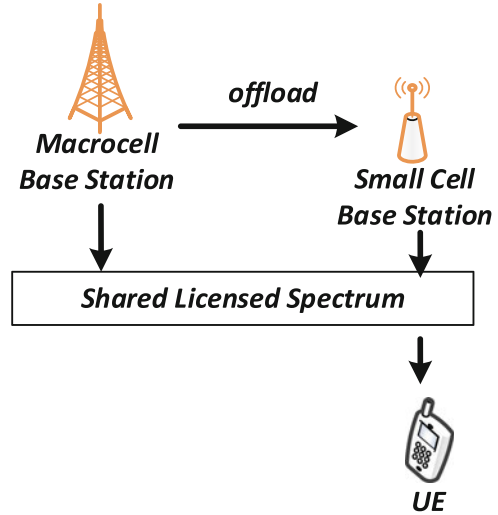 offload
Macrocell
Base Station
Small Cell
Base Station
Shared Licensed Spectrum
UE